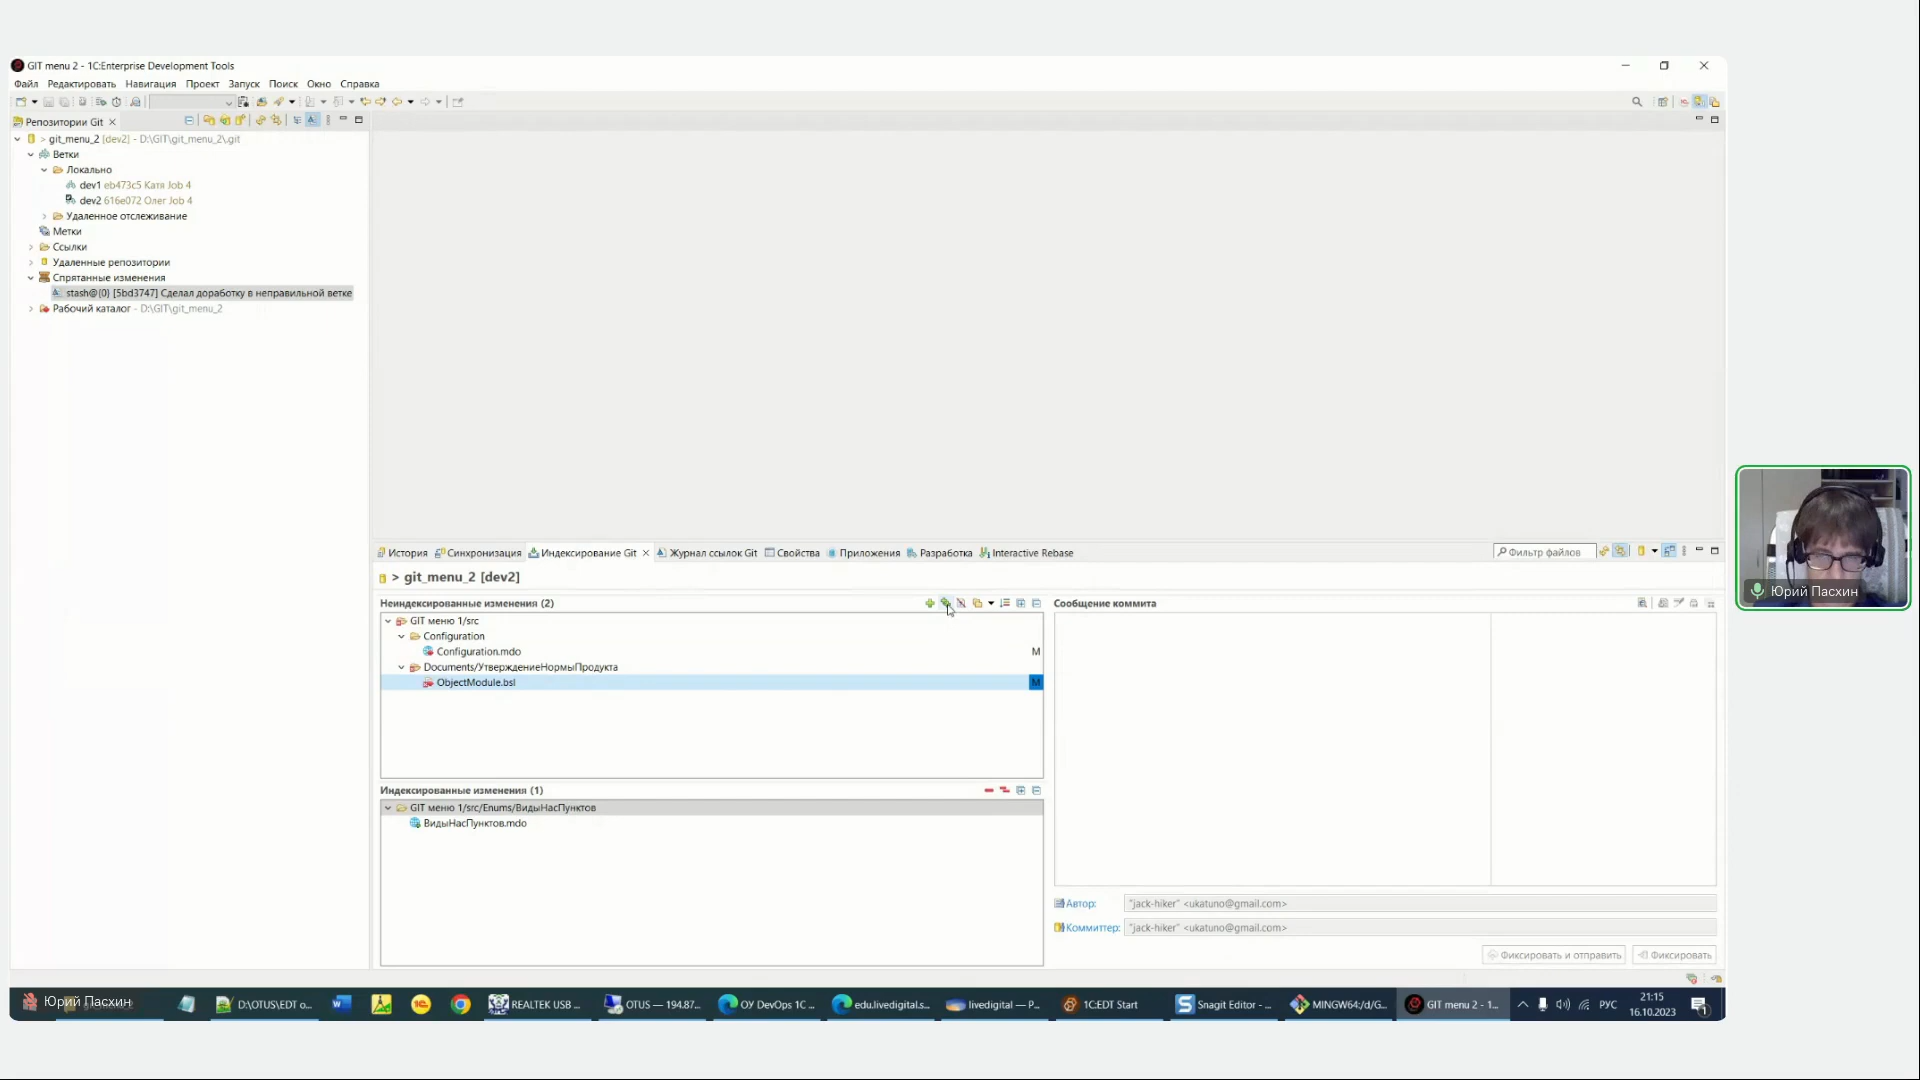 GIT menu 2 - 1C:Enterprise Development Tools
Файл Редактировать Навигация Проект Запуск Поиск Окно Справка
Репозитории Git
> git_menu_2 [dev2] - D:\GIT\git_menu_2\.git
Ветки
Локально
dev1 eb473c5 Катя Job 4
dev2 616e072 Олег Job 4
Удаленное отслеживание
Метки
Ссылки
Удаленные репозитории
Спрятанные изменения
stash@{0} [5bd3747] Сделал доработку в неправильной ветке
Рабочий каталог - D:\GIT\git_menu_2
История Синхронизация Индексирование Git Журнал ссылок Git Свойства Приложения Разработка Interactive Rebase
Фильтр файлов
> git_menu_2 [dev2]
Неиндексированные изменения (2)
GIT меню 1/src
Configuration
Configuration.mdo M
Documents/УтверждениеНормыПродукта
ObjectModule.bsl M
Индексированные изменения (1)
GIT меню 1/src/Enums/ВидыНасПунктов
ВидыНасПунктов.mdo
Сообщение коммита
Автор: "jack-hiker" <ukatuno@gmail.com>
Коммиттер: "jack-hiker" <ukatuno@gmail.com>
Фиксировать и отправить Фиксировать
Юрий Пасхин
Юрий Пасхин
D:\OTUS\EDT о...
REALTEK USB ...
OTUS — 194.87...
ОУ DevOps 1С ...
edu.livedigital.s...
livedigital — P...
1C:EDT Start
Snagit Editor - ...
MINGW64:/d/G...
GIT menu 2 - 1...
РУС
21:15
16.10.2023
1